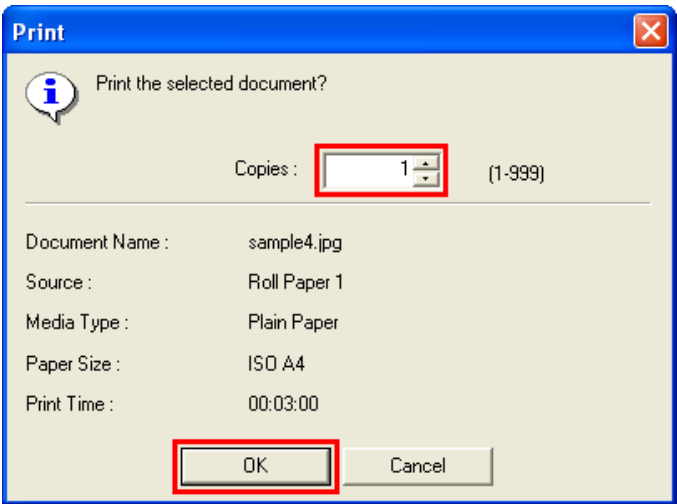 Print
Print the selected document?
Copies : 1 (1-999)
Document Name : sample4.jpg
Source : Roll Paper 1
Media Type : Plain Paper
Paper Size : ISO A4
Print Time : 00:03:00
OK Cancel